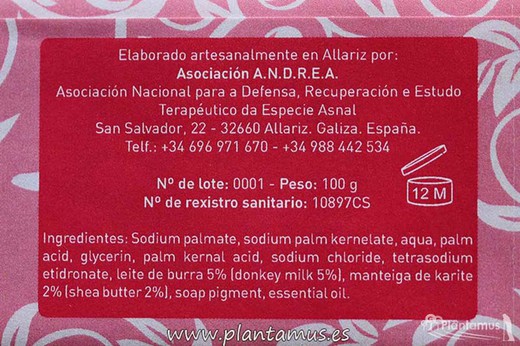 Elaborado artesanalmente en Allariz por:
Asociación A.N.D.R.E.A.
Asociación Nacional para a Defensa, Recuperación e Estudo
Terapéutico da Especie Asnal
San Salvador, 22 - 32660 Allariz. Galiza. España.
Telf.: +34 696 971 670 - +34 988 442 534
Nº de lote: 0001 - Peso: 100 g
Nº de rexistro sanitario: 10897CS
12 M
Ingredientes: Sodium palmate, sodium palm kernelate, aqua, palm
acid, glycerin, palm kernal acid, sodium chloride, tetrasodium
etidronate, leite de burra 5% (donkey milk 5%), manteiga de karite
2% (shea butter 2%), soap pigment, essential oil.
www.plantamus.es
Plantamus